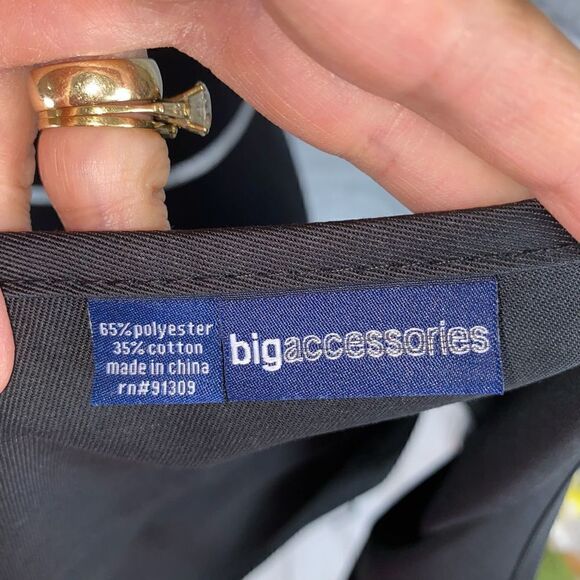 65% polyester
35% cotton
made in china
rn#91309
bigaccessories